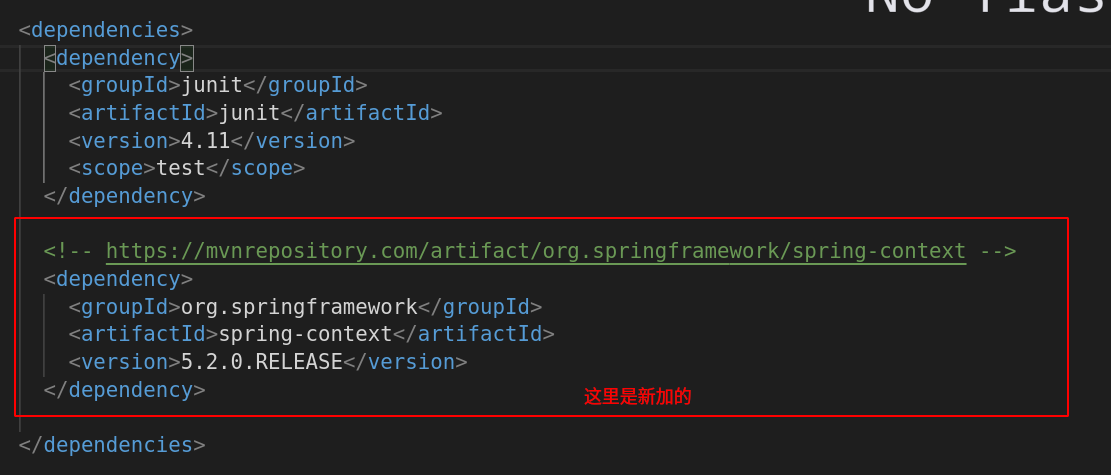 No flas
<dependencies>
<dependency>
<groupId>junit</groupId>
<artifactId>junit</artifactId>
<version>4.11</version>
<scope>test</scope>
</dependency>
<!-- https://mvnrepository.com/artifact/org.springframework/spring-context -->
<dependency>
<groupId>org.springframework</groupId>
<artifactId>spring-context</artifactId>
<version>5.2.0.RELEASE</version>
</dependency>
这里是新加的
</dependencies>